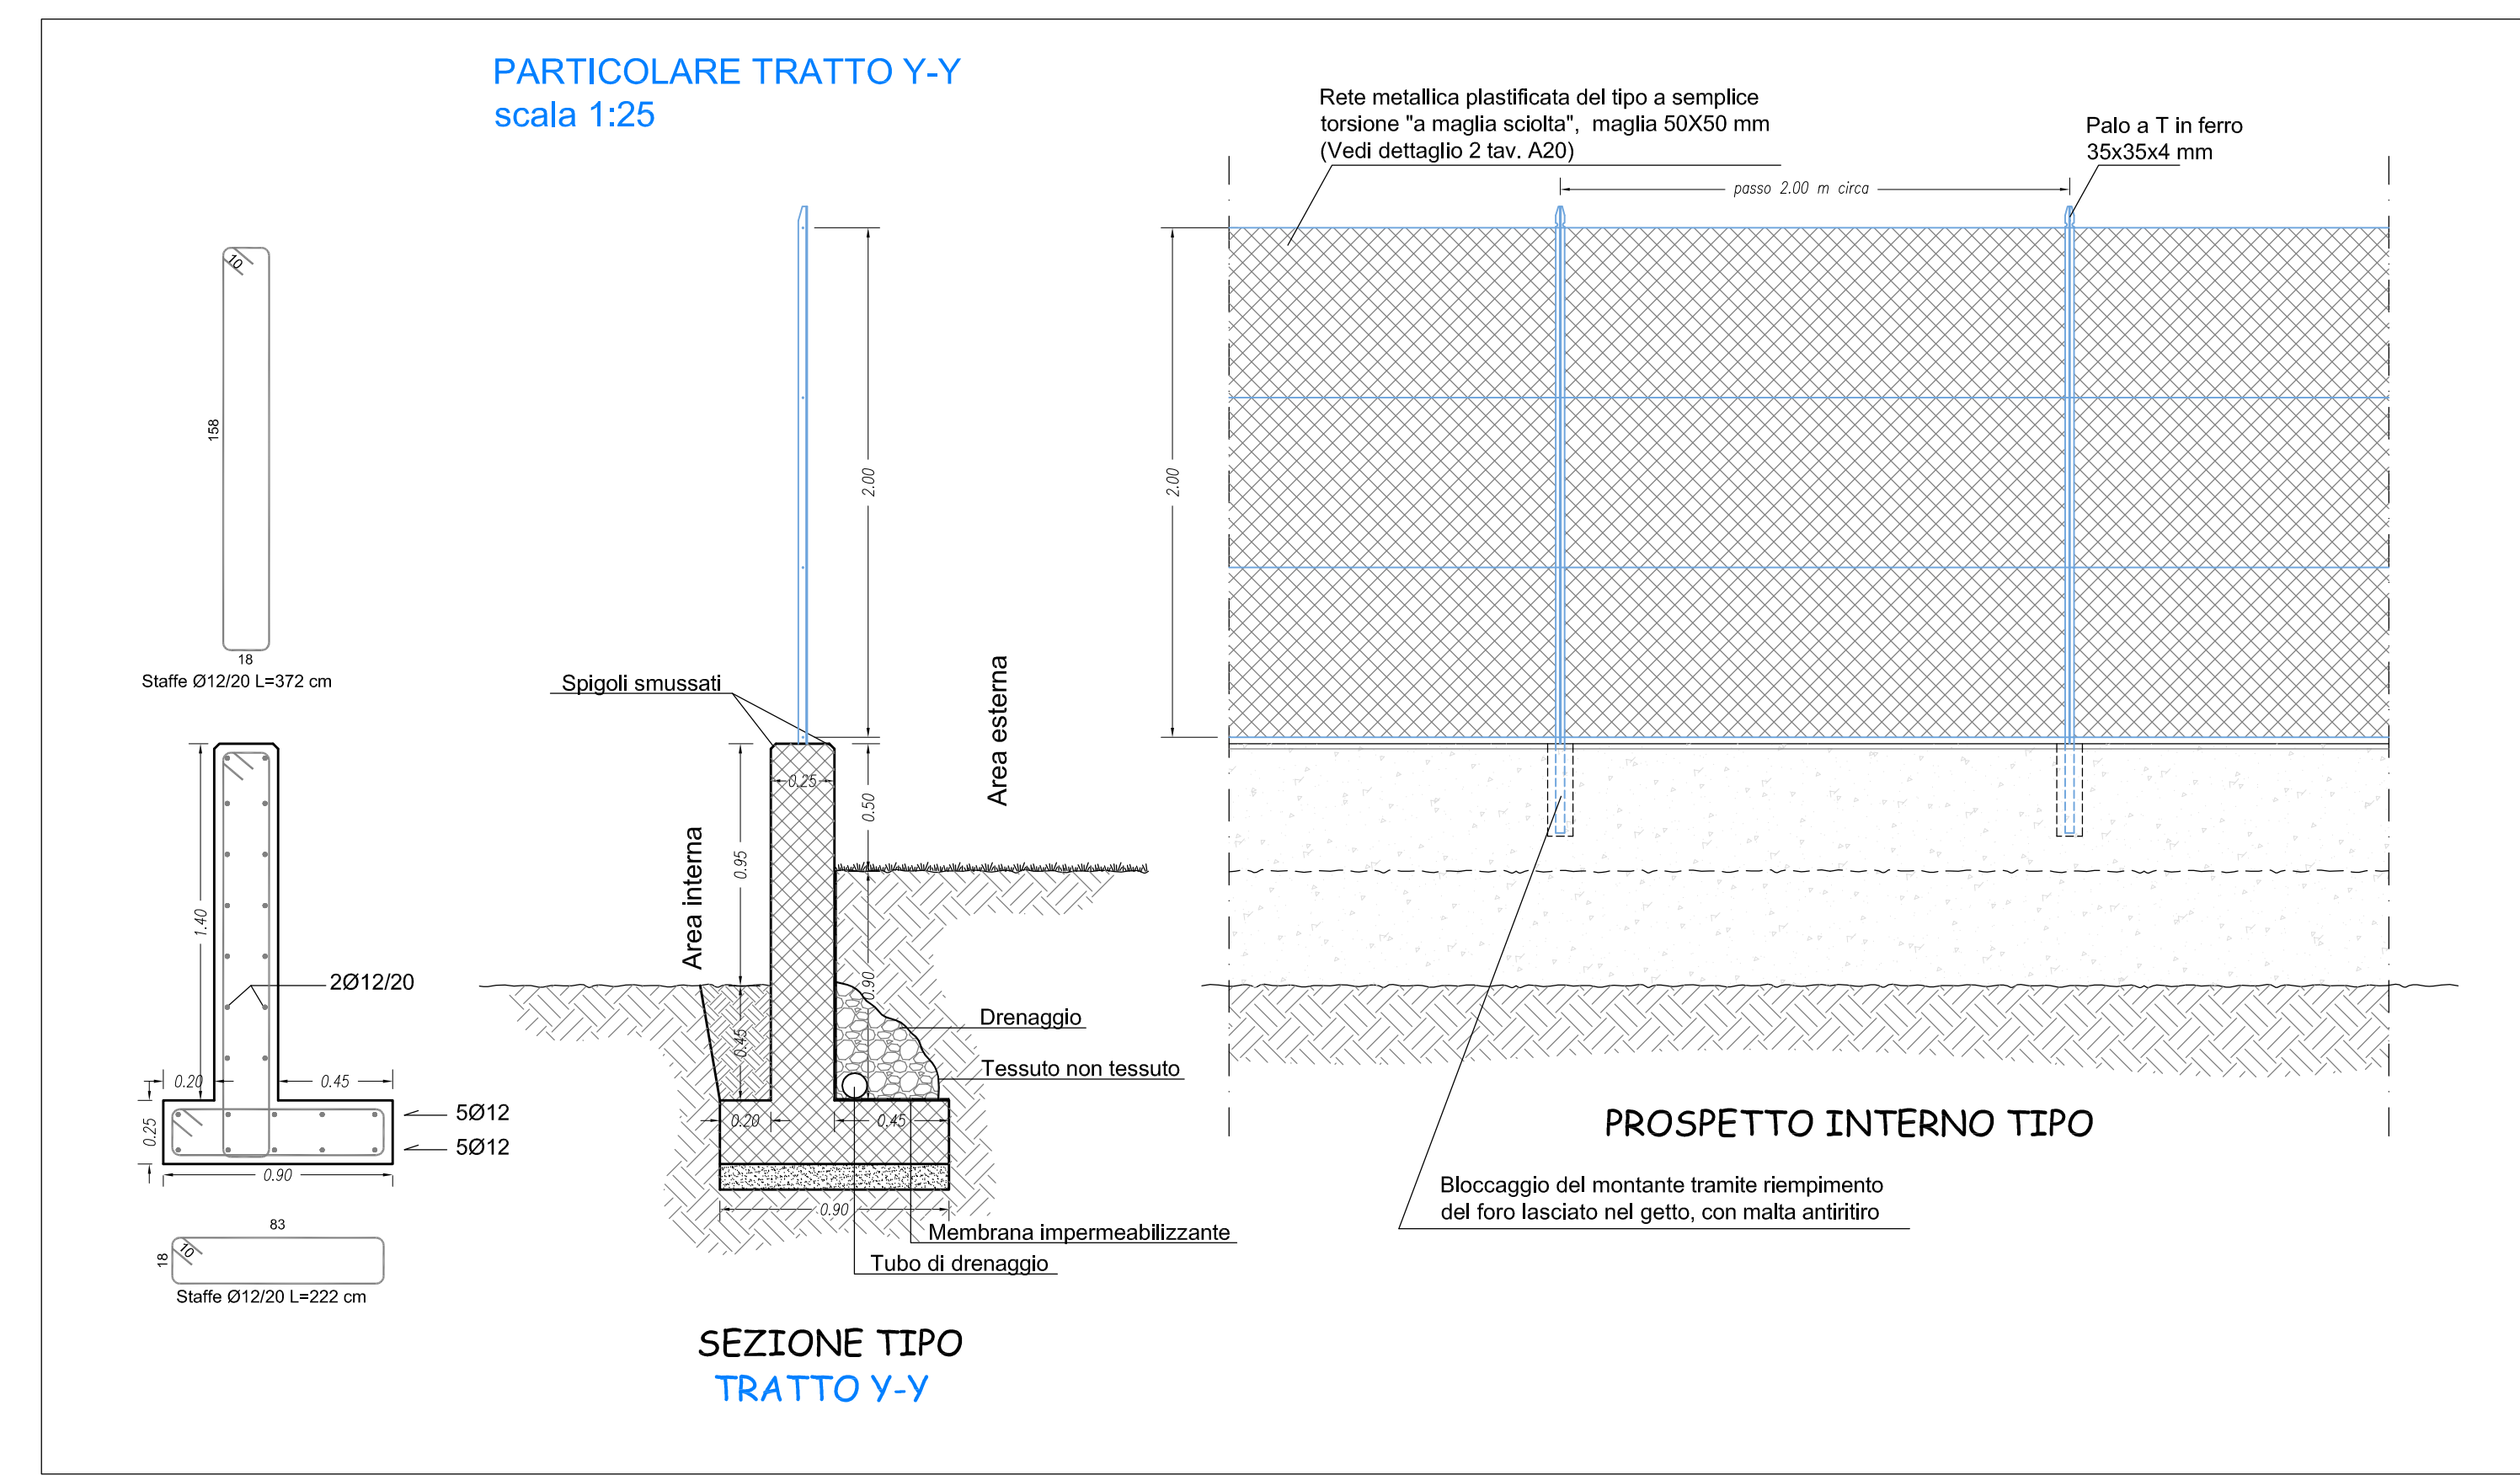 PARTICOLARE TRATTO Y-Y
scala 1:25
Rete metallica plastificata del tipo a semplice
torsione "a maglia sciolta", maglia 50X50 mm
(Vedi dettaglio 2 tav. A20)
Palo a T in ferro
35x35x4 mm
passo 2.00 m circa
10
158
18
Staffe Ø12/20 L=372 cm
2.00
2.00
Spigoli smussati
Area esterna
Area interna
0.25
0.50
0.95
1.40
2Ø12/20
0.90
0.45
Drenaggio
Tessuto non tessuto
0.20
0.45
0.25
5Ø12
5Ø12
0.90
0.20
0.45
0.90
83
18
10
Staffe Ø12/20 L=222 cm
Membrana impermeabilizzante
Tubo di drenaggio
PROSPETTO INTERNO TIPO
Bloccaggio del montante tramite riempimento
del foro lasciato nel getto, con malta antiritiro
SEZIONE TIPO
TRATTO Y-Y